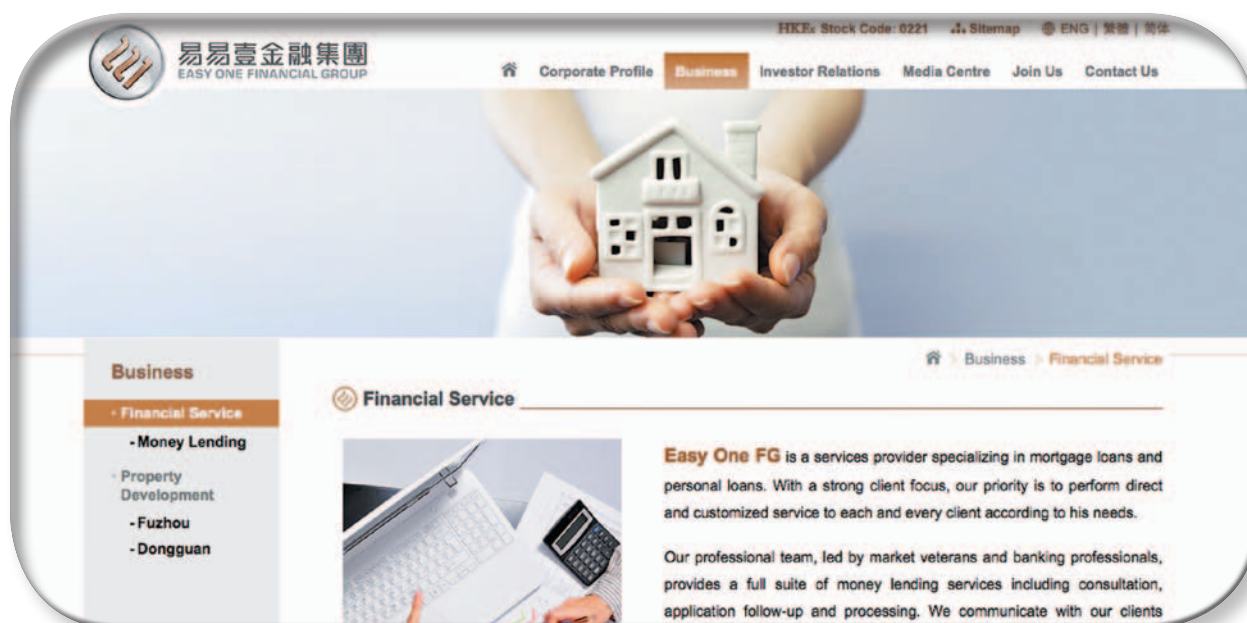 HKEx Stock Code: 0221 Sitemap ENG | 繁體 | 简体
易易壹金融集團
EASY ONE FINANCIAL GROUP
Corporate Profile Business Investor Relations Media Centre Join Us Contact Us
Business > Financial Service
Business
- Financial Service
- Money Lending
- Property
Development
- Fuzhou
- Dongguan
Financial Service
Easy One FG is a services provider specializing in mortgage loans and
personal loans. With a strong client focus, our priority is to perform direct
and customized service to each and every client according to his needs.
Our professional team, led by market veterans and banking professionals,
provides a full suite of money lending services including consultation,
application follow-up and processing. We communicate with our clients